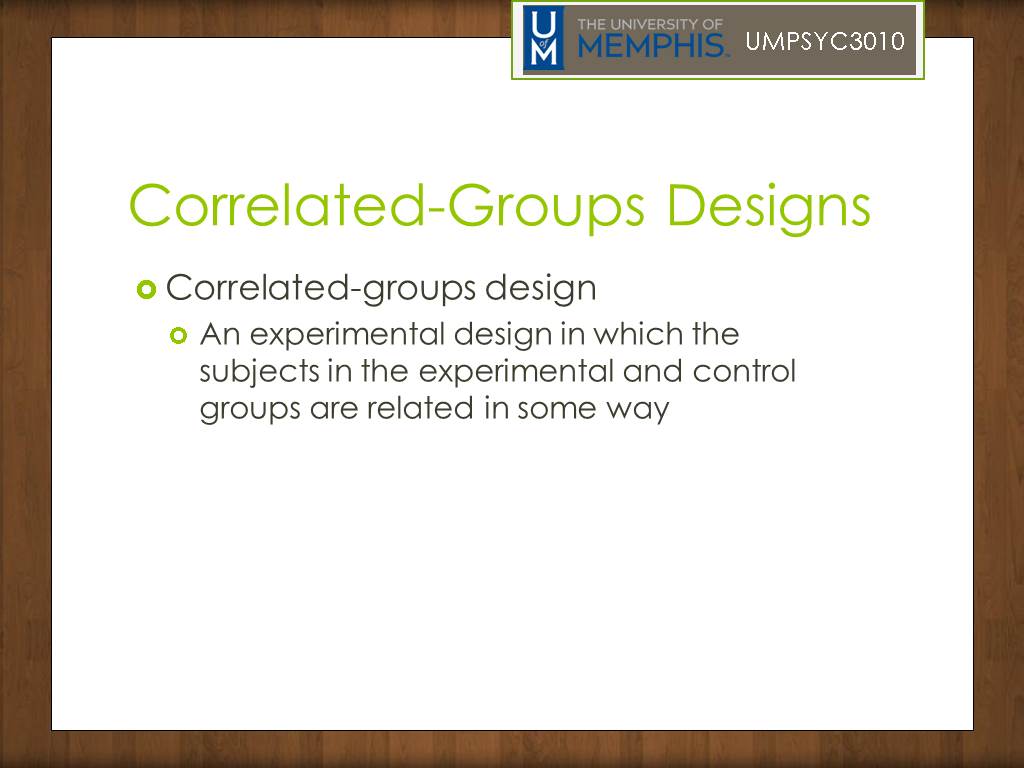 U
of
M
THE UNIVERSITY OF
MEMPHIS.
UMPSYC3010
Correlated-Groups Designs
Correlated-groups design
An experimental design in which the
subjects in the experimental and control
groups are related in some way